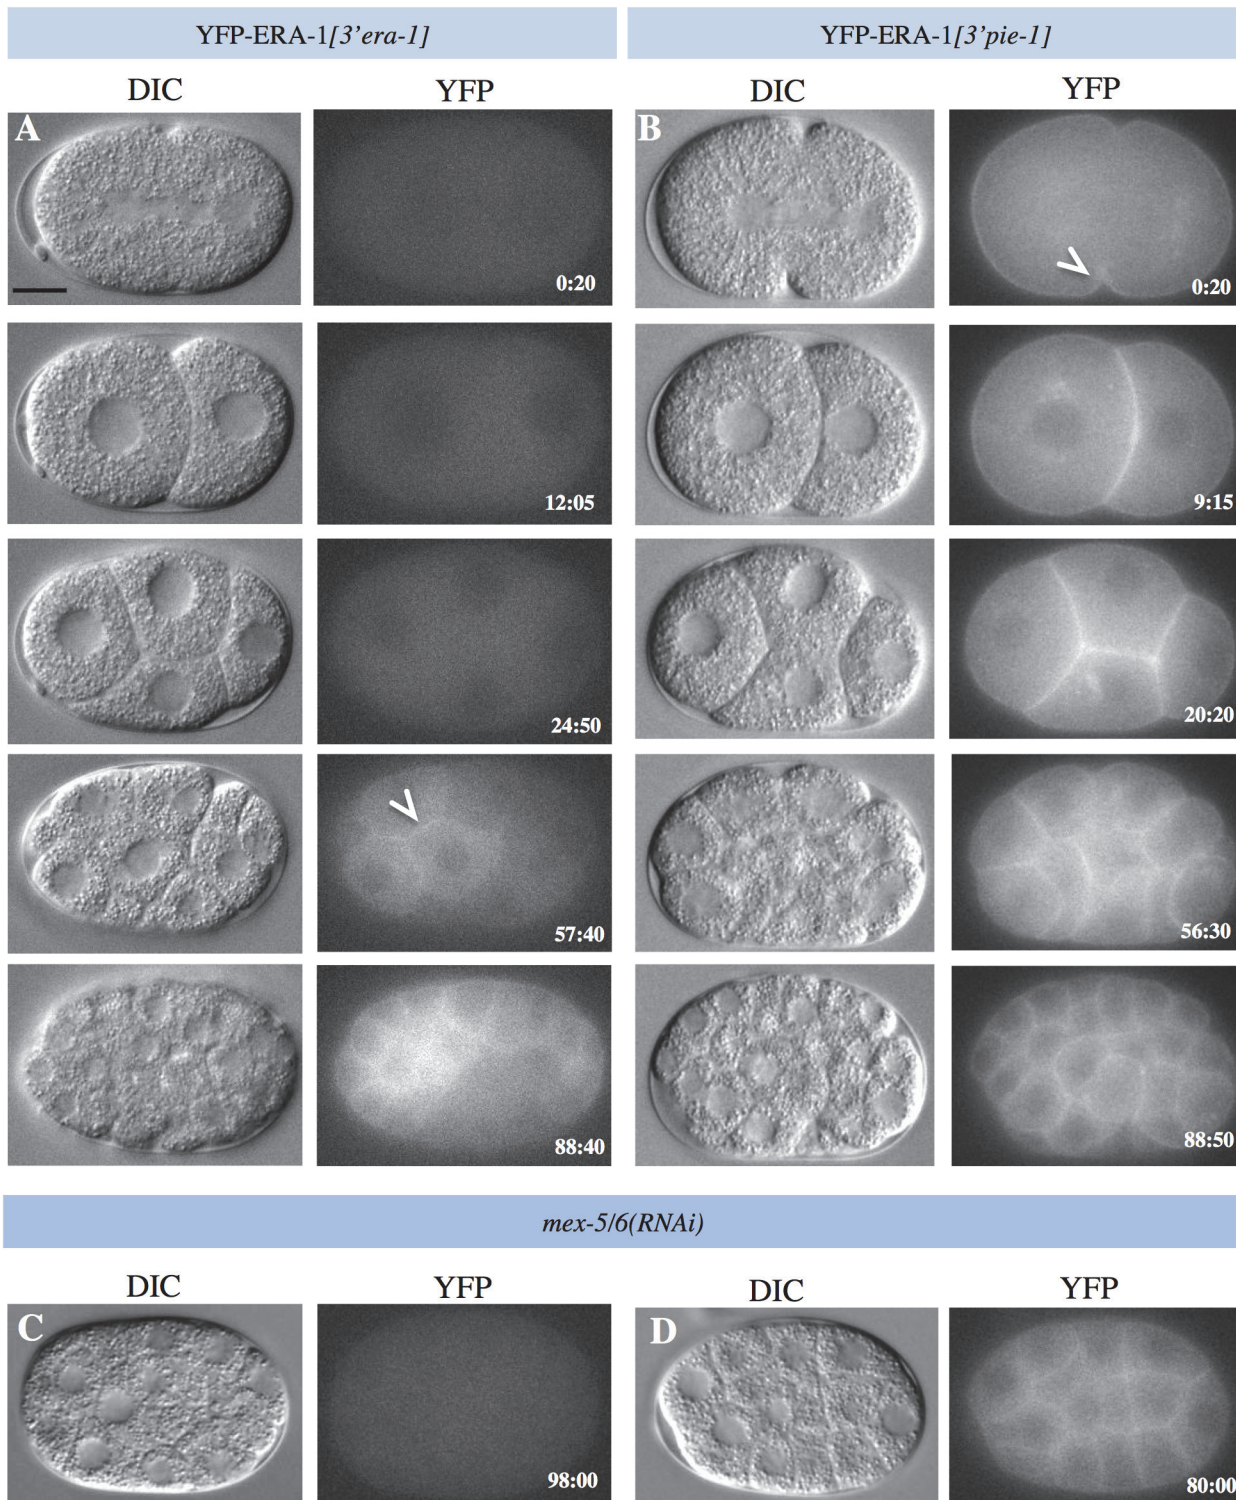 YFP-ERA-1[3’era-1] YFP-ERA-1[3’pie-1]
DIC YFP DIC YFP
A B
0:20 0:20
12:05 9:15
24:50 20:20
57:40 56:30
88:40 88:50
mex-5/6(RNAi)
DIC YFP DIC YFP
C D
98:00 80:00